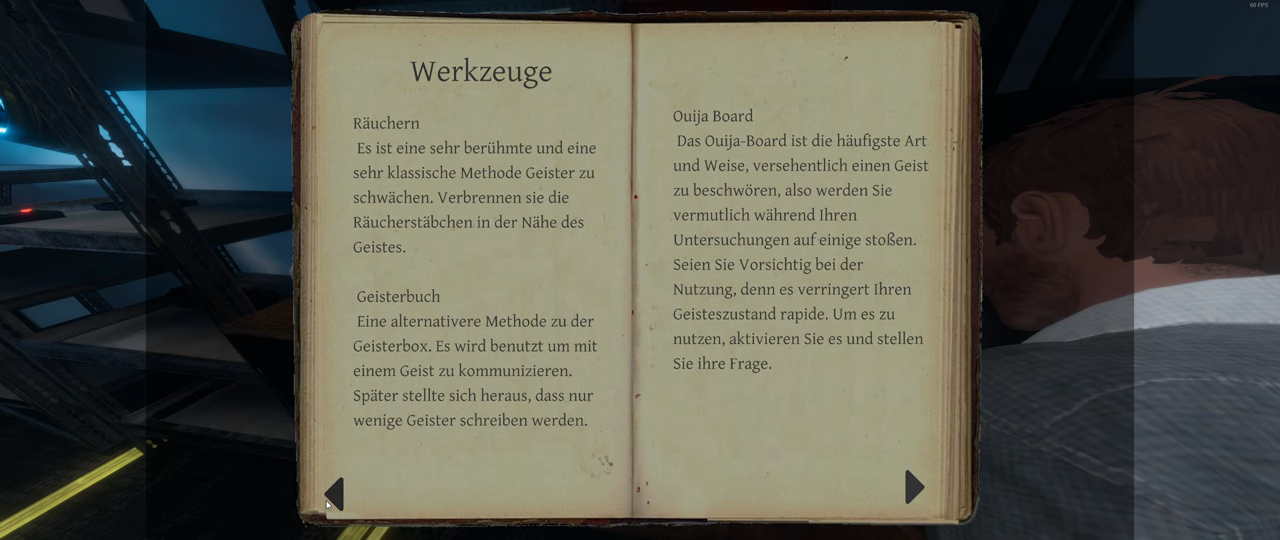 60 FPS
Werkzeuge
Räuchern
Es ist eine sehr berühmte und eine
sehr klassische Methode Geister zu
schwächen. Verbrennen sie die
Räucherstäbchen in der Nähe des
Geistes.
Geisterbuch
Eine alternativere Methode zu der
Geisterbox. Es wird benutzt um mit
einem Geist zu kommunizieren.
Später stellte sich heraus, dass nur
wenige Geister schreiben werden.
Ouija Board
Das Ouija-Board ist die häufigste Art
und Weise, versehentlich einen Geist
zu beschwören, also werden Sie
vermutlich während Ihren
Untersuchungen auf einige stoßen.
Seien Sie Vorsichtig bei der
Nutzung, denn es verringert Ihren
Geisteszustand rapide. Um es zu
nutzen, aktivieren Sie es und stellen
Sie ihre Frage.